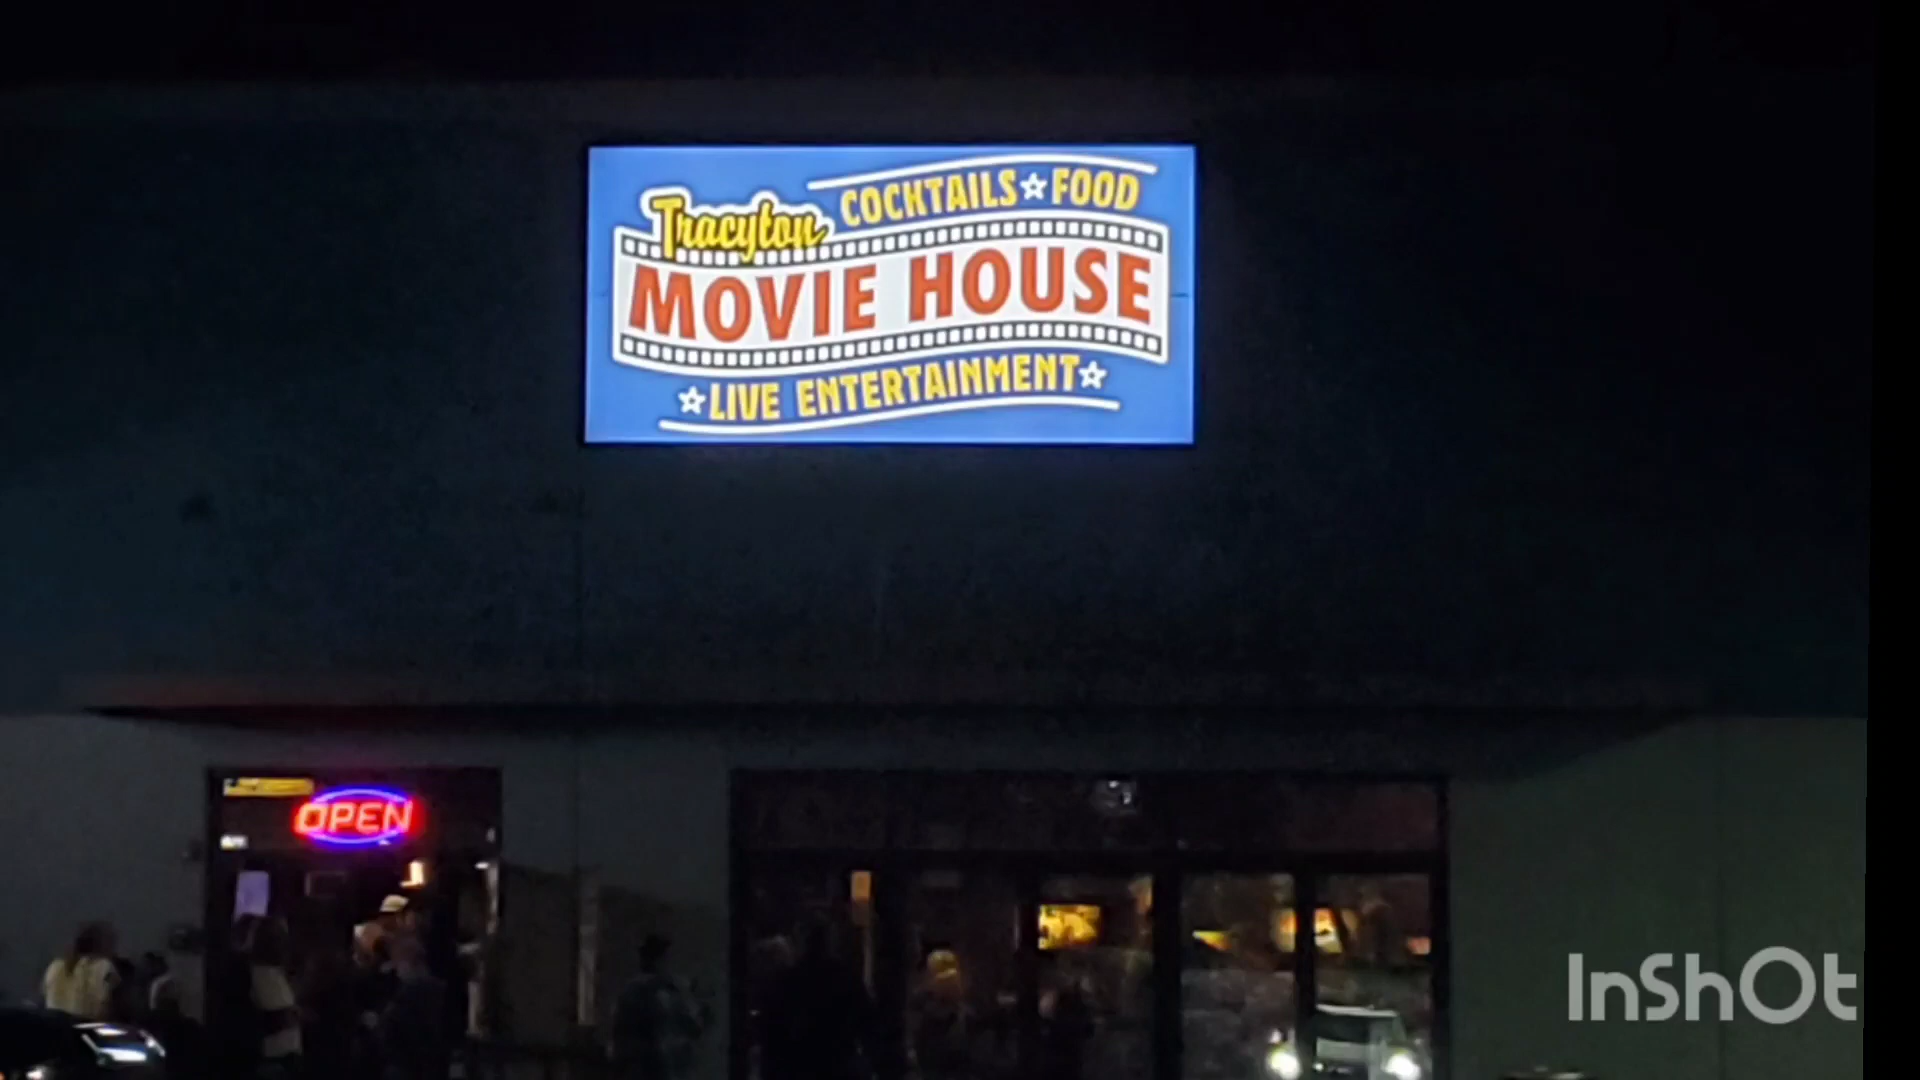 COCKTAILS☆FOOD
Tracyton
MOVIE HOUSE
☆LIVE ENTERTAINMENT☆
OPEN
InShOt